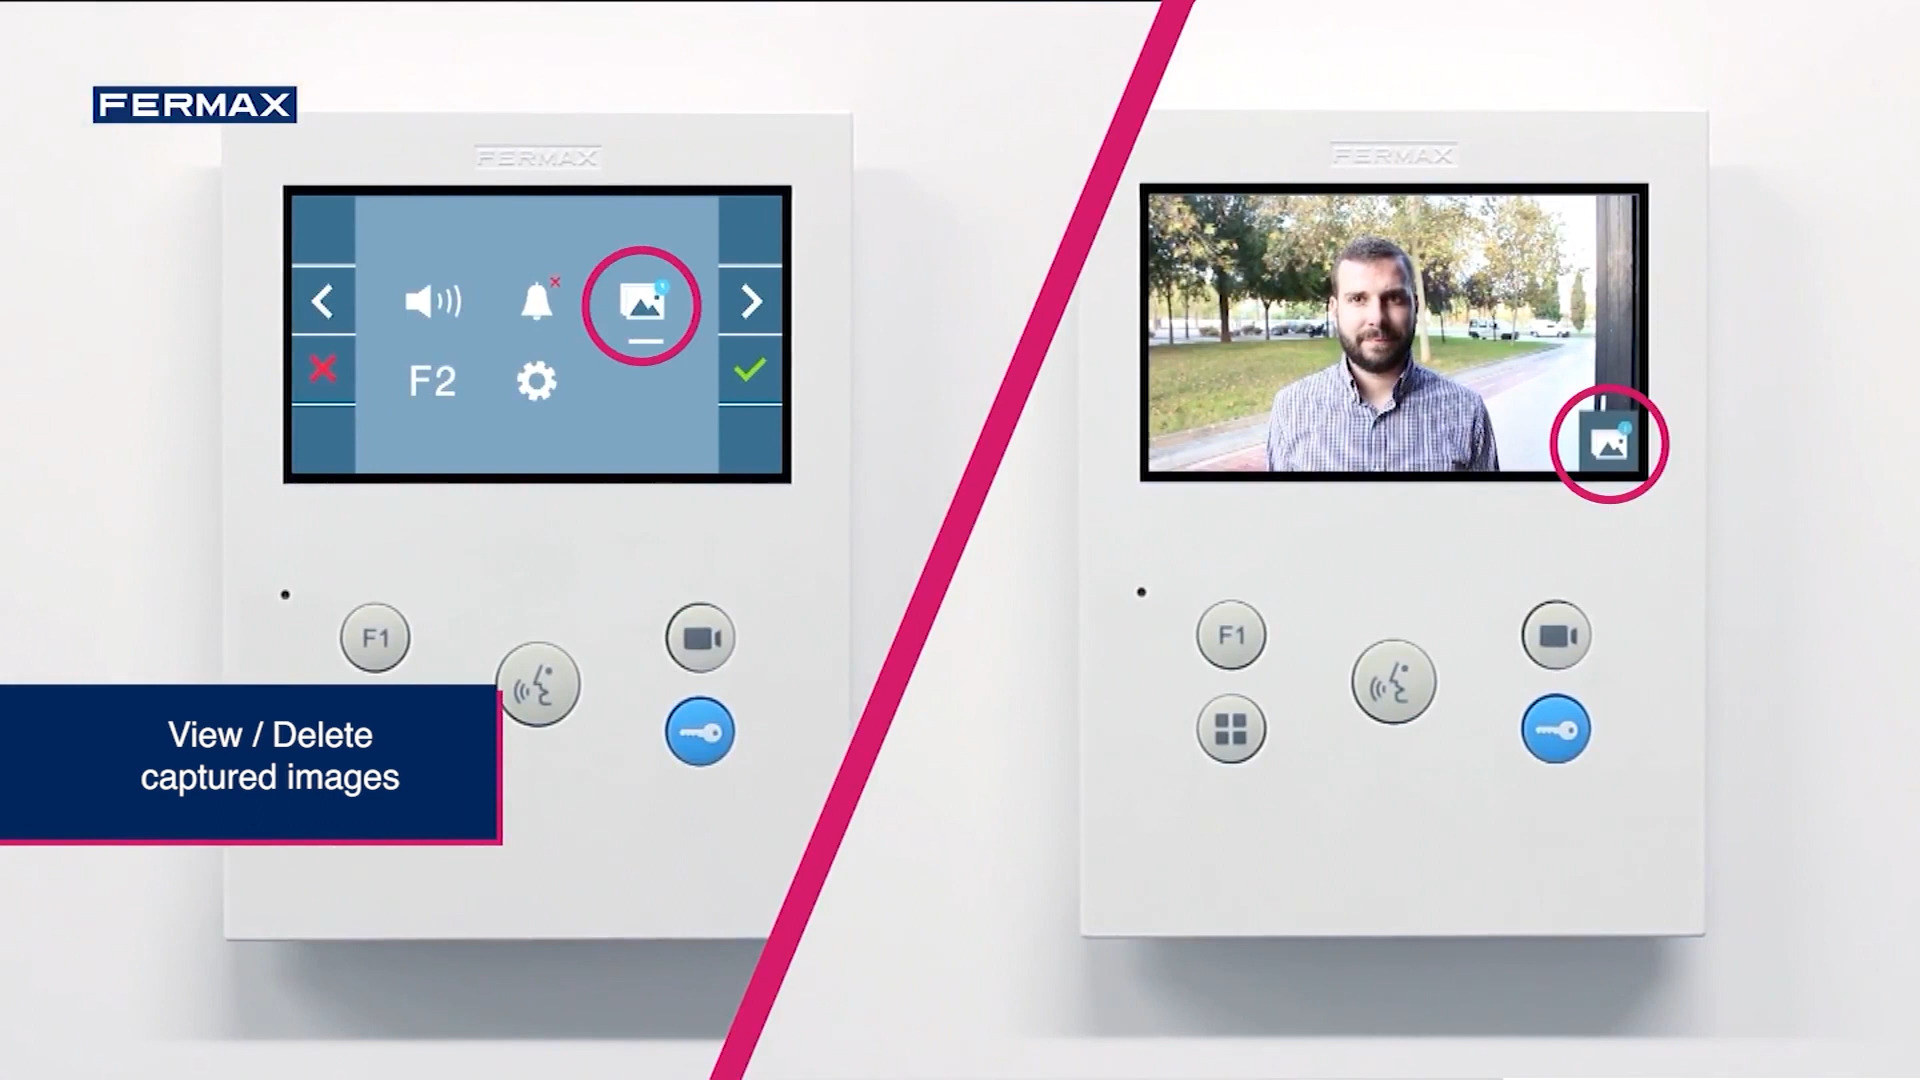 FERMAX
FERMAX
F2
F1
View / Delete
captured images
FERMAX
F1